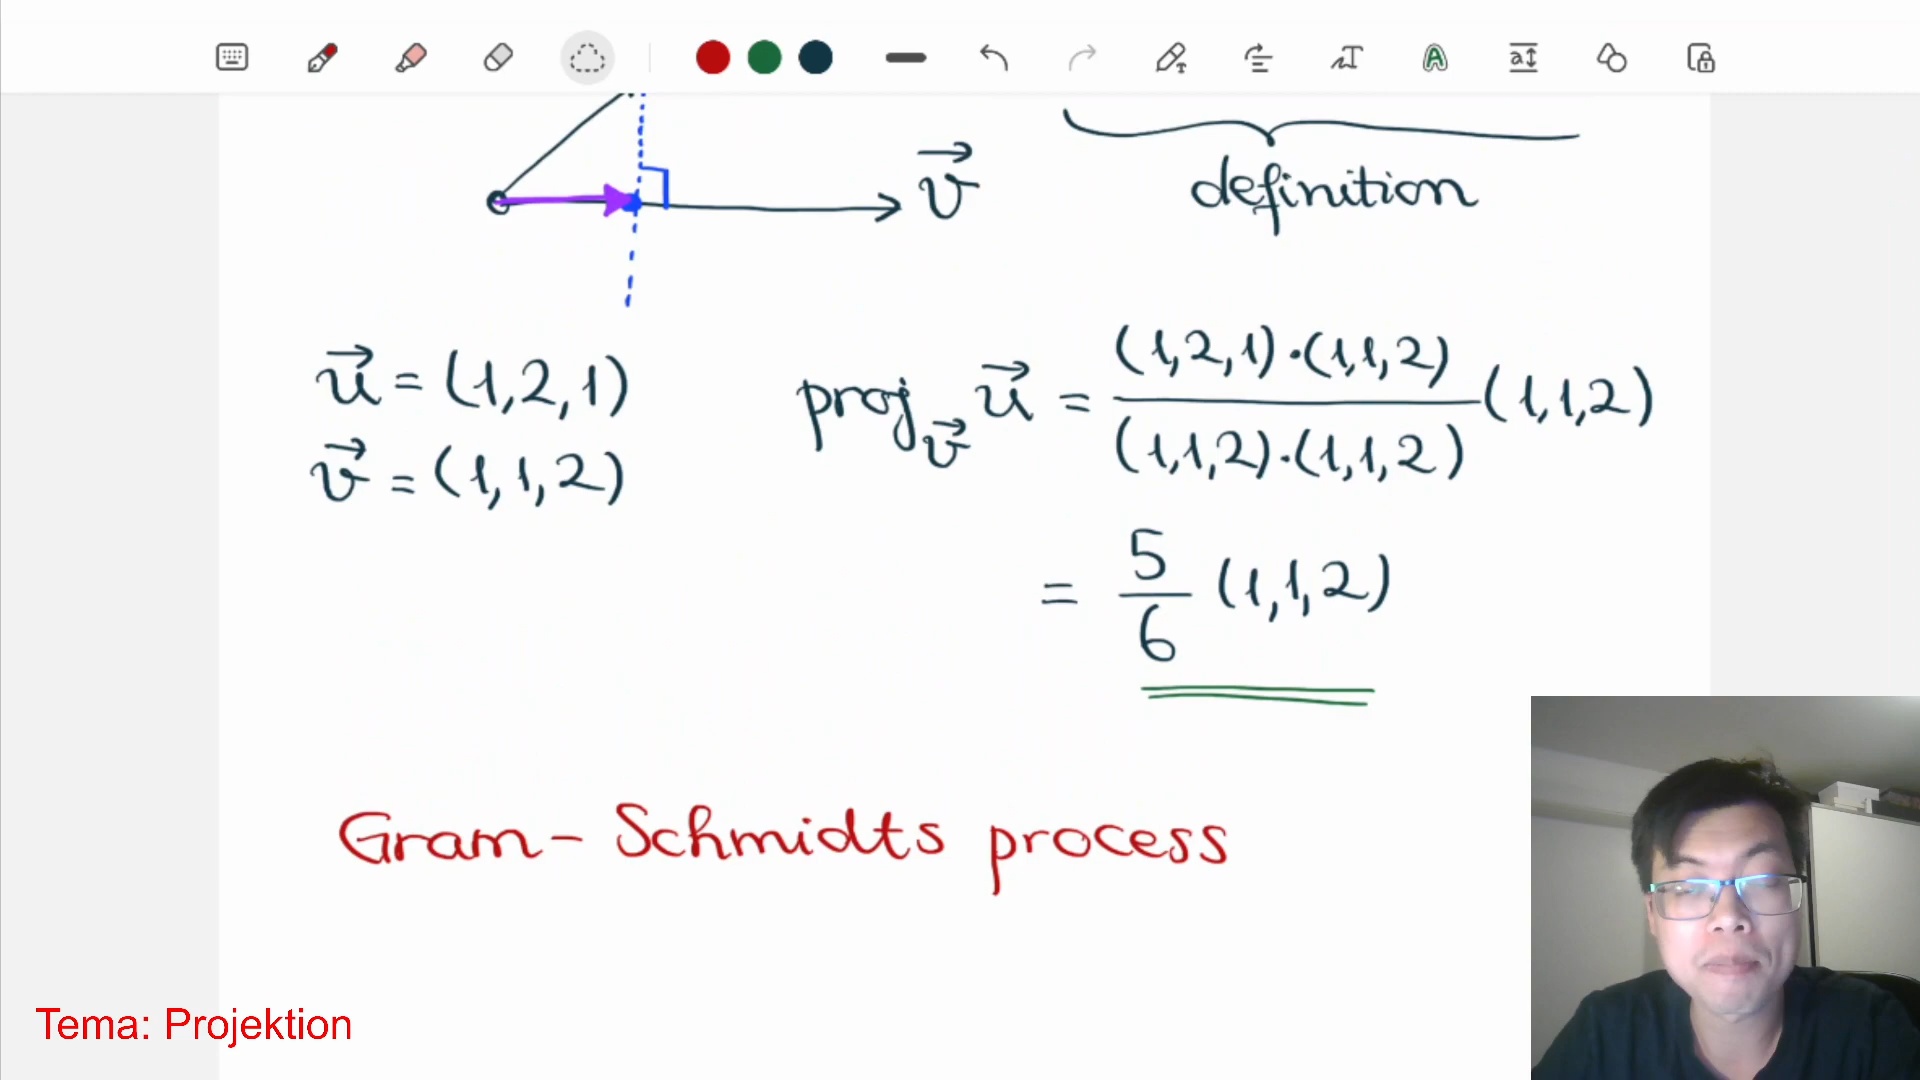 v
definition
u = (1,2,1)
v = (1,1,2)
proj_v u = (1,2,1)·(1,1,2) / (1,1,2)·(1,1,2) (1,1,2)
= 5/6 (1,1,2)
Gram-Schmidts process
Tema: Projektion